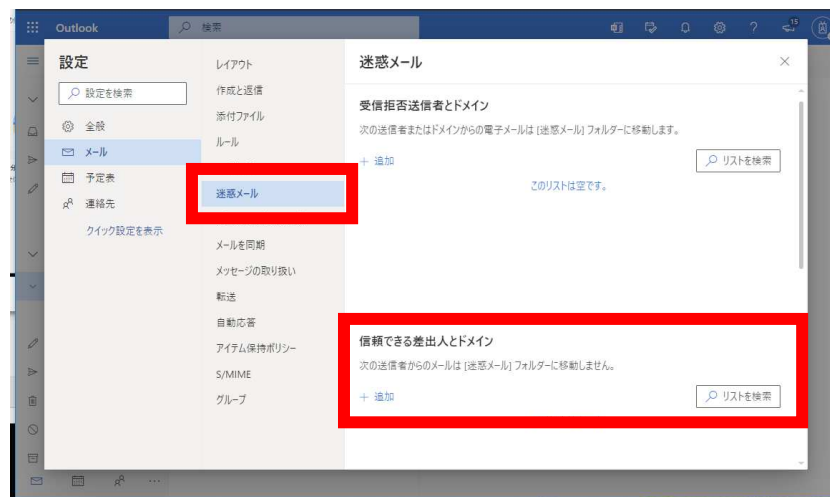 Outlook
検索
15
設定
設定を検索
全般
メール
予定表
連絡先
クイック設定を表示
レイアウト
作成と返信
添付ファイル
ルール
迷惑メール
メールを同期
メッセージの取り扱い
転送
自動応答
アイテム保持ポリシー
S/MIME
グループ
迷惑メール
受信拒否送信者とドメイン
次の送信者またはドメインからの電子メールは [迷惑メール] フォルダーに移動します。
追加
リストを検索
このリストは空です。
信頼できる差出人とドメイン
次の送信者からのメールは [迷惑メール] フォルダーに移動しません。
追加
リストを検索